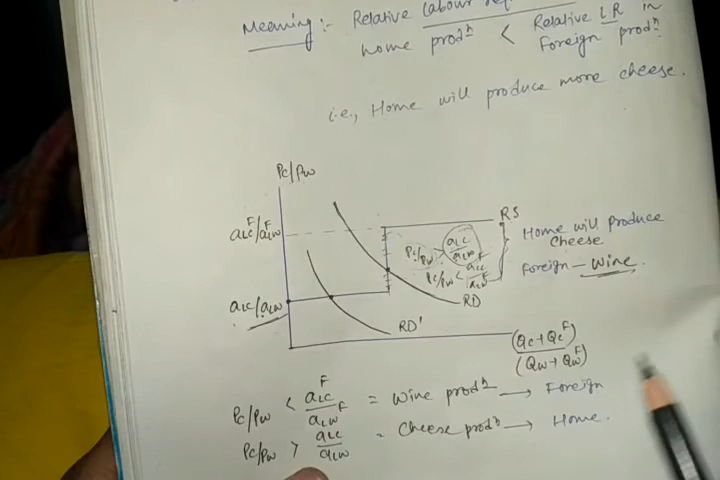 Meaning :- Relative labour
home prodⁿ < Relative LR in
Foreign prodⁿ
i.e., Home will produce more cheese.
Pc/Pw
aLC^F/aLW^F
RS
Home will produce
cheese
Foreign - Wine.
Pc/Pw > aLC/aLW
Pc/Pw < aLC^F/aLW^F
aLC/aLW
RD
RD'
(Qc+Qc^F)/(Qw+Qw^F)
Pc/Pw < aLC^F/aLW^F = Wine prodⁿ → Foreign
Pc/Pw > aLC/aLW = Cheese prodⁿ → Home.